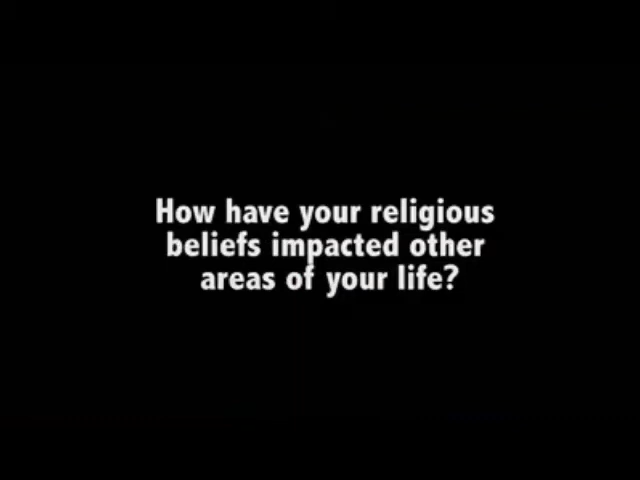 How have your religious
beliefs impacted other
areas of your life?